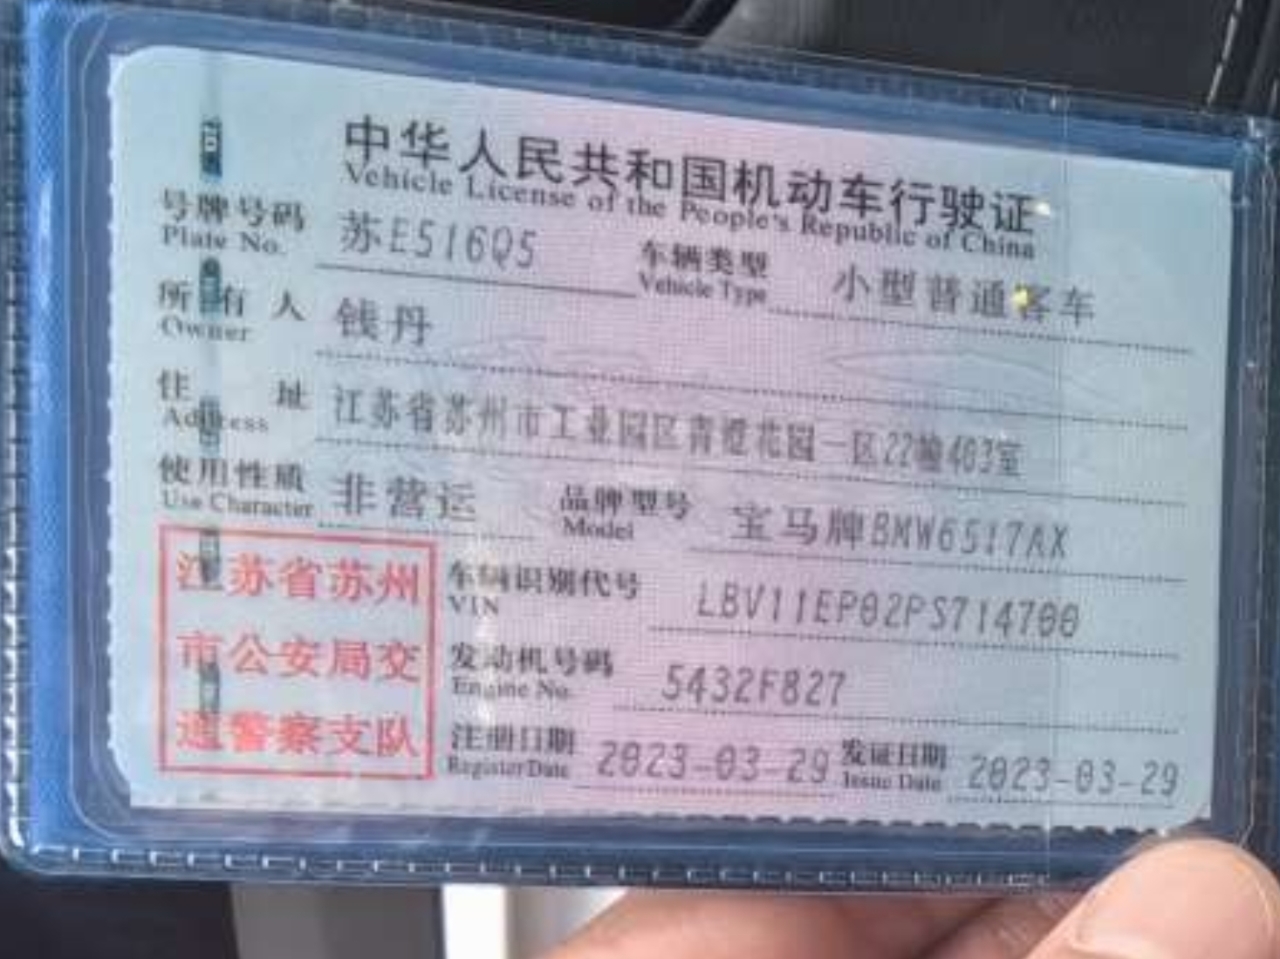 中华人民共和国机动车行驶证
Vehicle License of the People's Republic of China
号牌号码 苏E516Q5 车辆类型 小型普通客车
Plate No. Vehicle Type
所有人 钱丹
Owner
住址 江苏省苏州市工业园区青澄花园一区22幢403室
Address
使用性质 非营运 品牌型号 宝马牌BMW6517AX
Use Character Model
江苏省苏州
市公安局交
通警察支队
车辆识别代号 LBV11EP02PS714700
VIN
发动机号码 5432F827
Engine No.
注册日期 2023-03-29 发证日期 2023-03-29
Register Date Issue Date